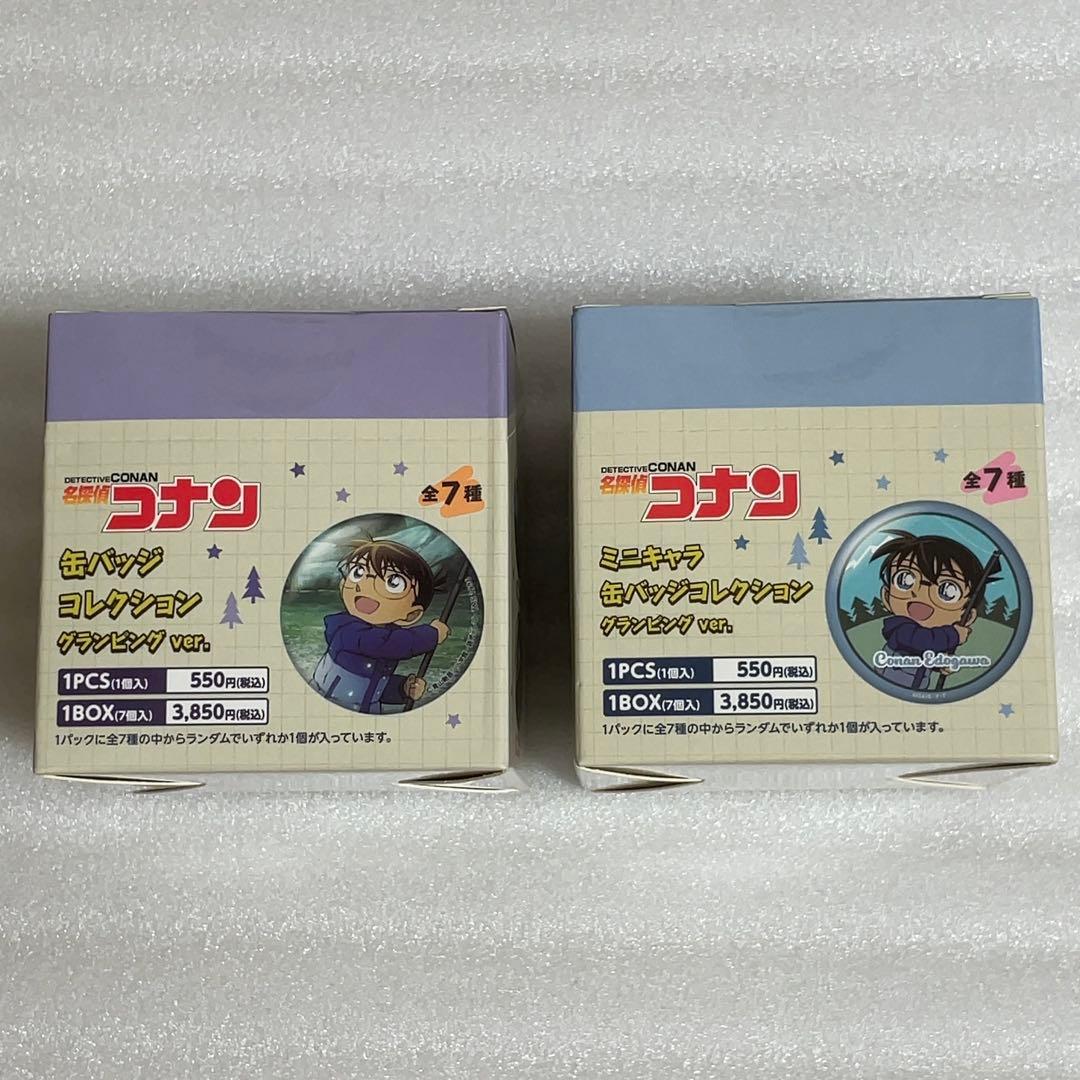 DETECTIVE CONAN
名探偵コナン
全7種
缶バッジ
コレクション
グランピング ver.
1PCS(1個入) 550円(税込)
1BOX(7個入) 3,850円(税込)
1パックに全7種の中からランダムでいずれか1個が入っています。
DETECTIVE CONAN
名探偵コナン
全7種
ミニキャラ
缶バッジコレクション
グランピング ver.
Conan Edogawa
1PCS(1個入) 550円(税込)
1BOX(7個入) 3,850円(税込)
1パックに全7種の中からランダムでいずれか1個が入っています。